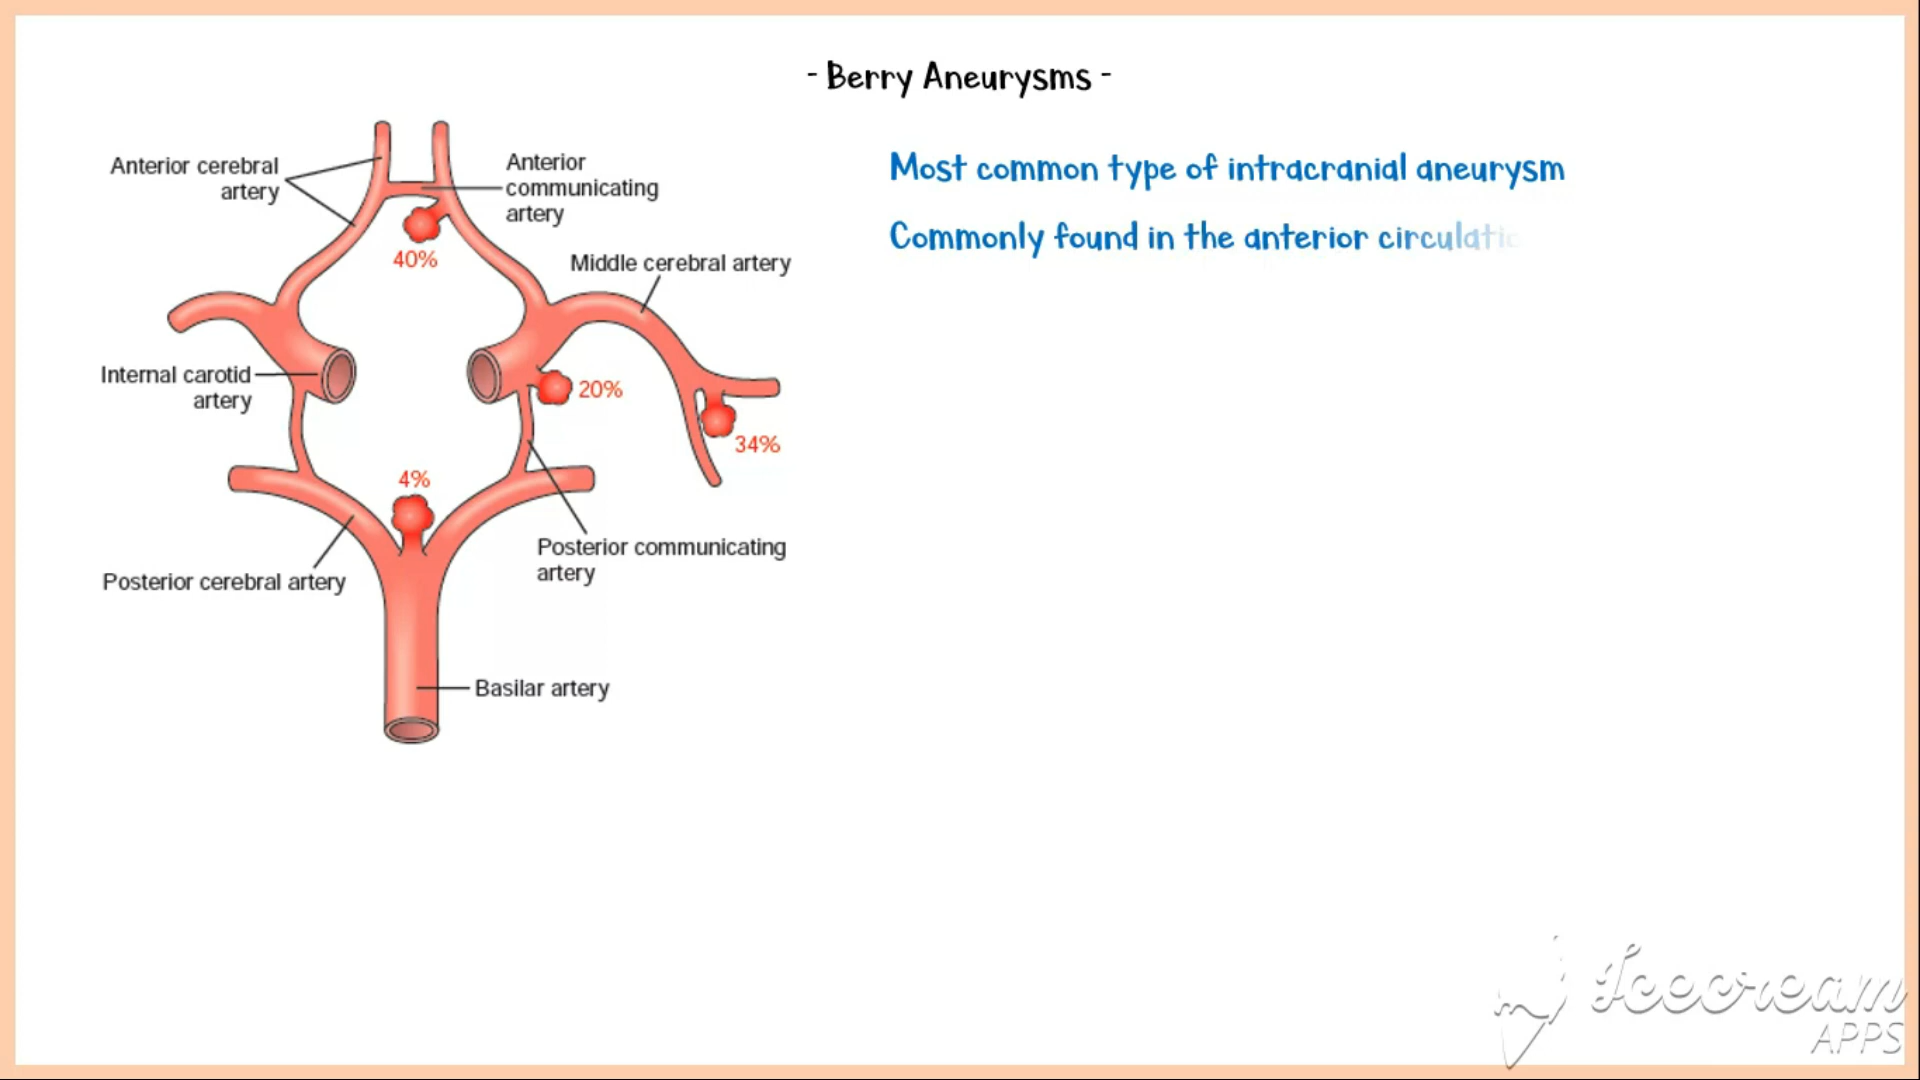 - Berry Aneurysms -
Anterior cerebral
artery
Anterior
communicating
artery
40%
Middle cerebral artery
Internal carotid
artery
20%
34%
4%
Posterior communicating
artery
Posterior cerebral artery
Basilar artery
Most common type of intracranial aneurysm
Commonly found in the anterior circulatio
Icecream
APPS